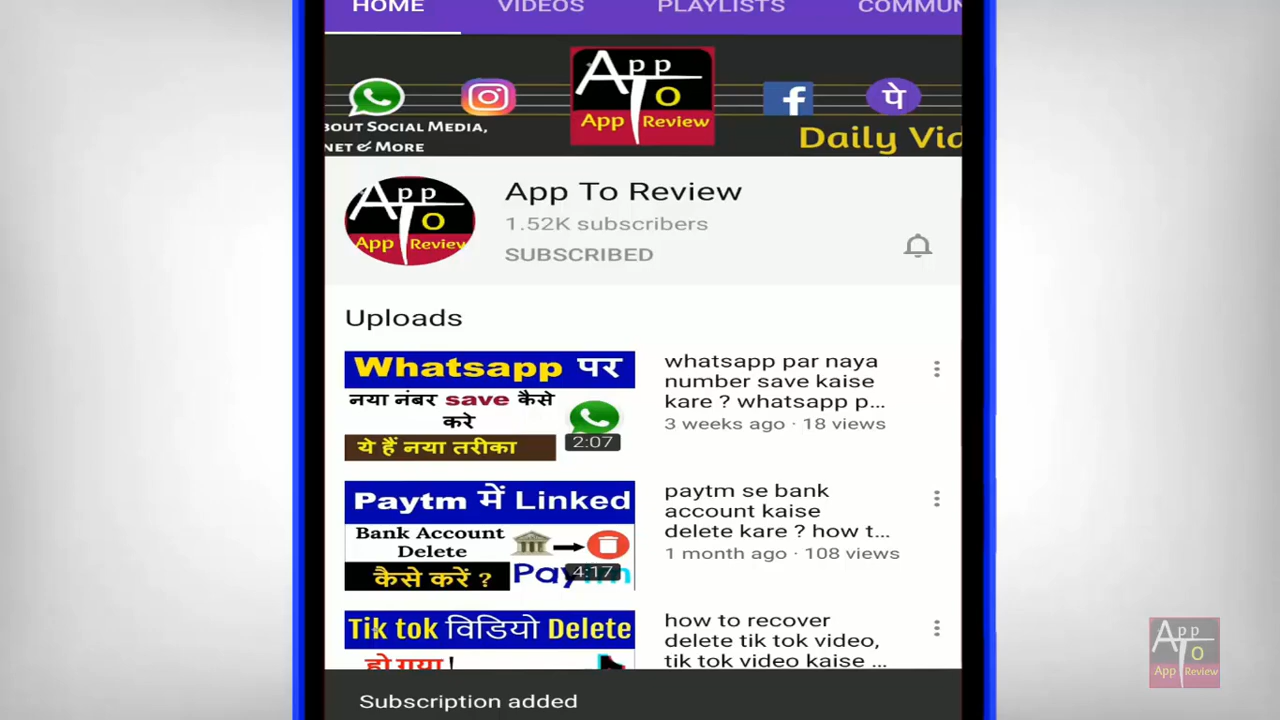 HOME VIDEOS PLAYLISTS COMMUN
App
TO
App Review
पे
BOUT SOCIAL MEDIA,
NET & MORE
Daily Vid
App
TO
App Review
App To Review
1.52K subscribers
SUBSCRIBED
Uploads
Whatsapp पर
नया नंबर save कैसे
करे
ये हैं नया तरीका
2:07
whatsapp par naya
number save kaise
kare ? whatsapp p...
3 weeks ago · 18 views
Paytm में Linked
Bank Account
Delete
कैसे करें ?
Paytm
4:17
paytm se bank
account kaise
delete kare ? how t...
1 month ago · 108 views
Tik tok विडियो Delete
हो गया!
how to recover
delete tik tok video,
tik tok video kaise ...
Subscription added
App
TO
App Review